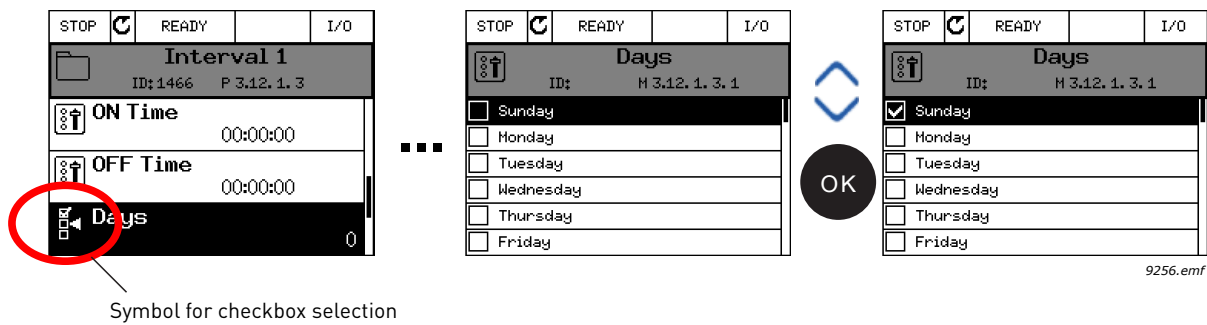 STOP READY I/O
Interval 1
ID:1466 P 3.12.1.3
ON Time
00:00:00
OFF Time
00:00:00
Days
0
Symbol for checkbox selection
STOP READY I/O
Days
ID: M 3.12.1.3.1
Sunday
Monday
Tuesday
Wednesday
Thursday
Friday
OK
STOP READY I/O
Days
ID: M 3.12.1.3.1
Sunday
Monday
Tuesday
Wednesday
Thursday
Friday
9256.emf